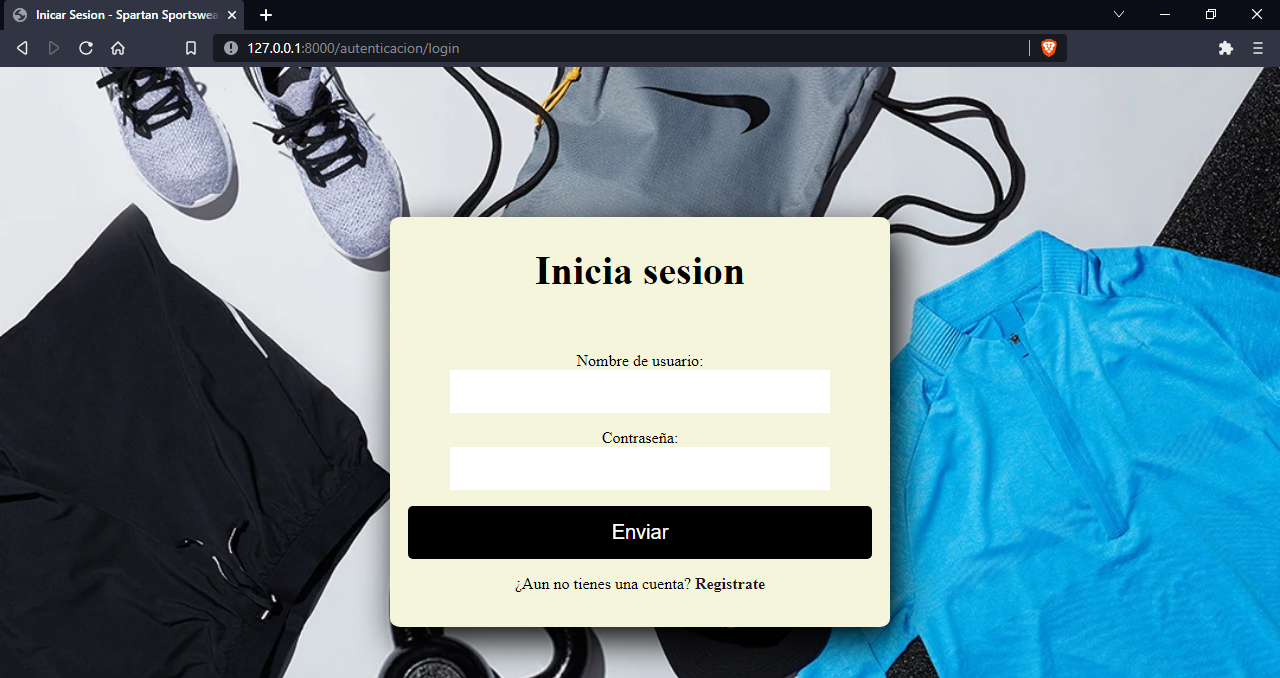 Inicar Sesion - Spartan Sportswea
127.0.0.1:8000/autenticacion/login
Inicia sesion
Nombre de usuario:
Contraseña:
Enviar
¿Aun no tienes una cuenta? Registrate